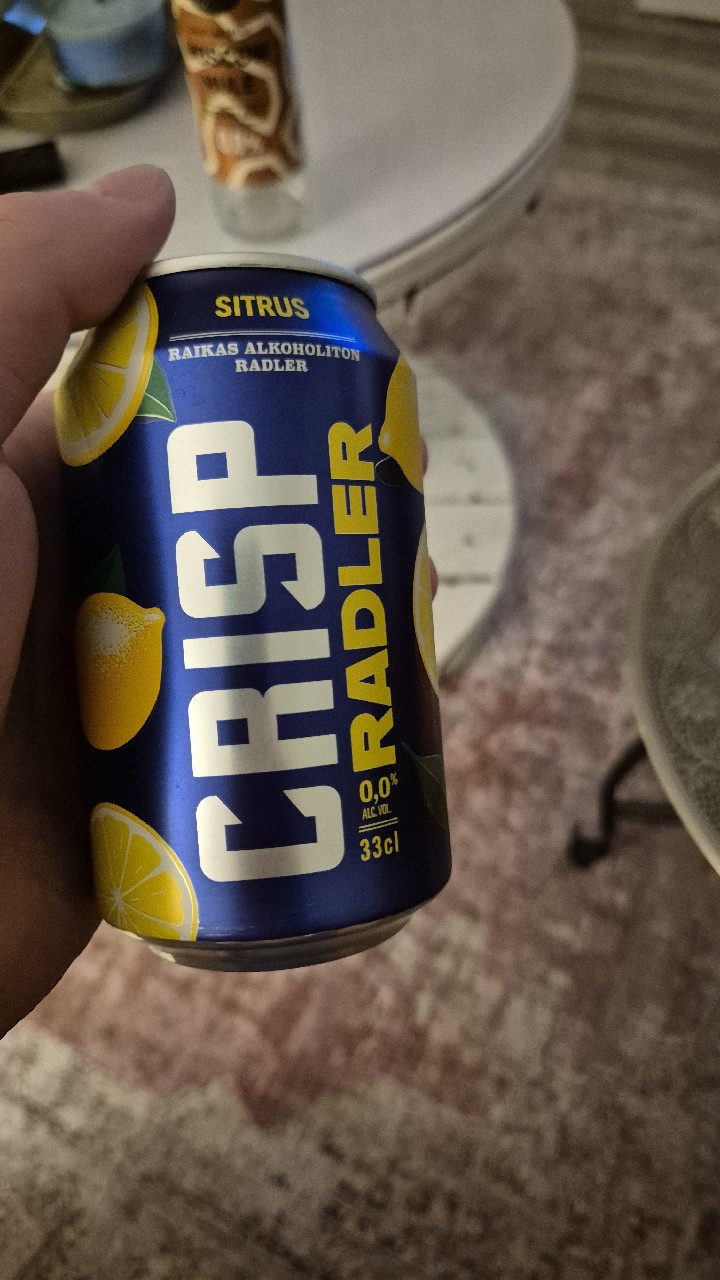 SITRUS
RAIKAS ALKOHOLITON
RADLER
CRISP
RADLER
0,0%
ALC. VOL.
33cl